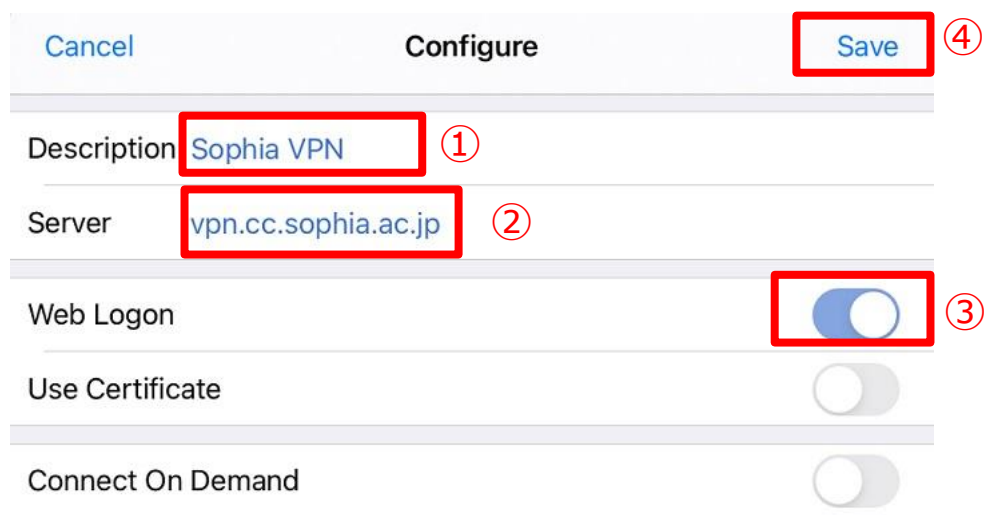 Cancel Configure Save ④
Description Sophia VPN ①
Server vpn.cc.sophia.ac.jp ②
Web Logon ③
Use Certificate
Connect On Demand